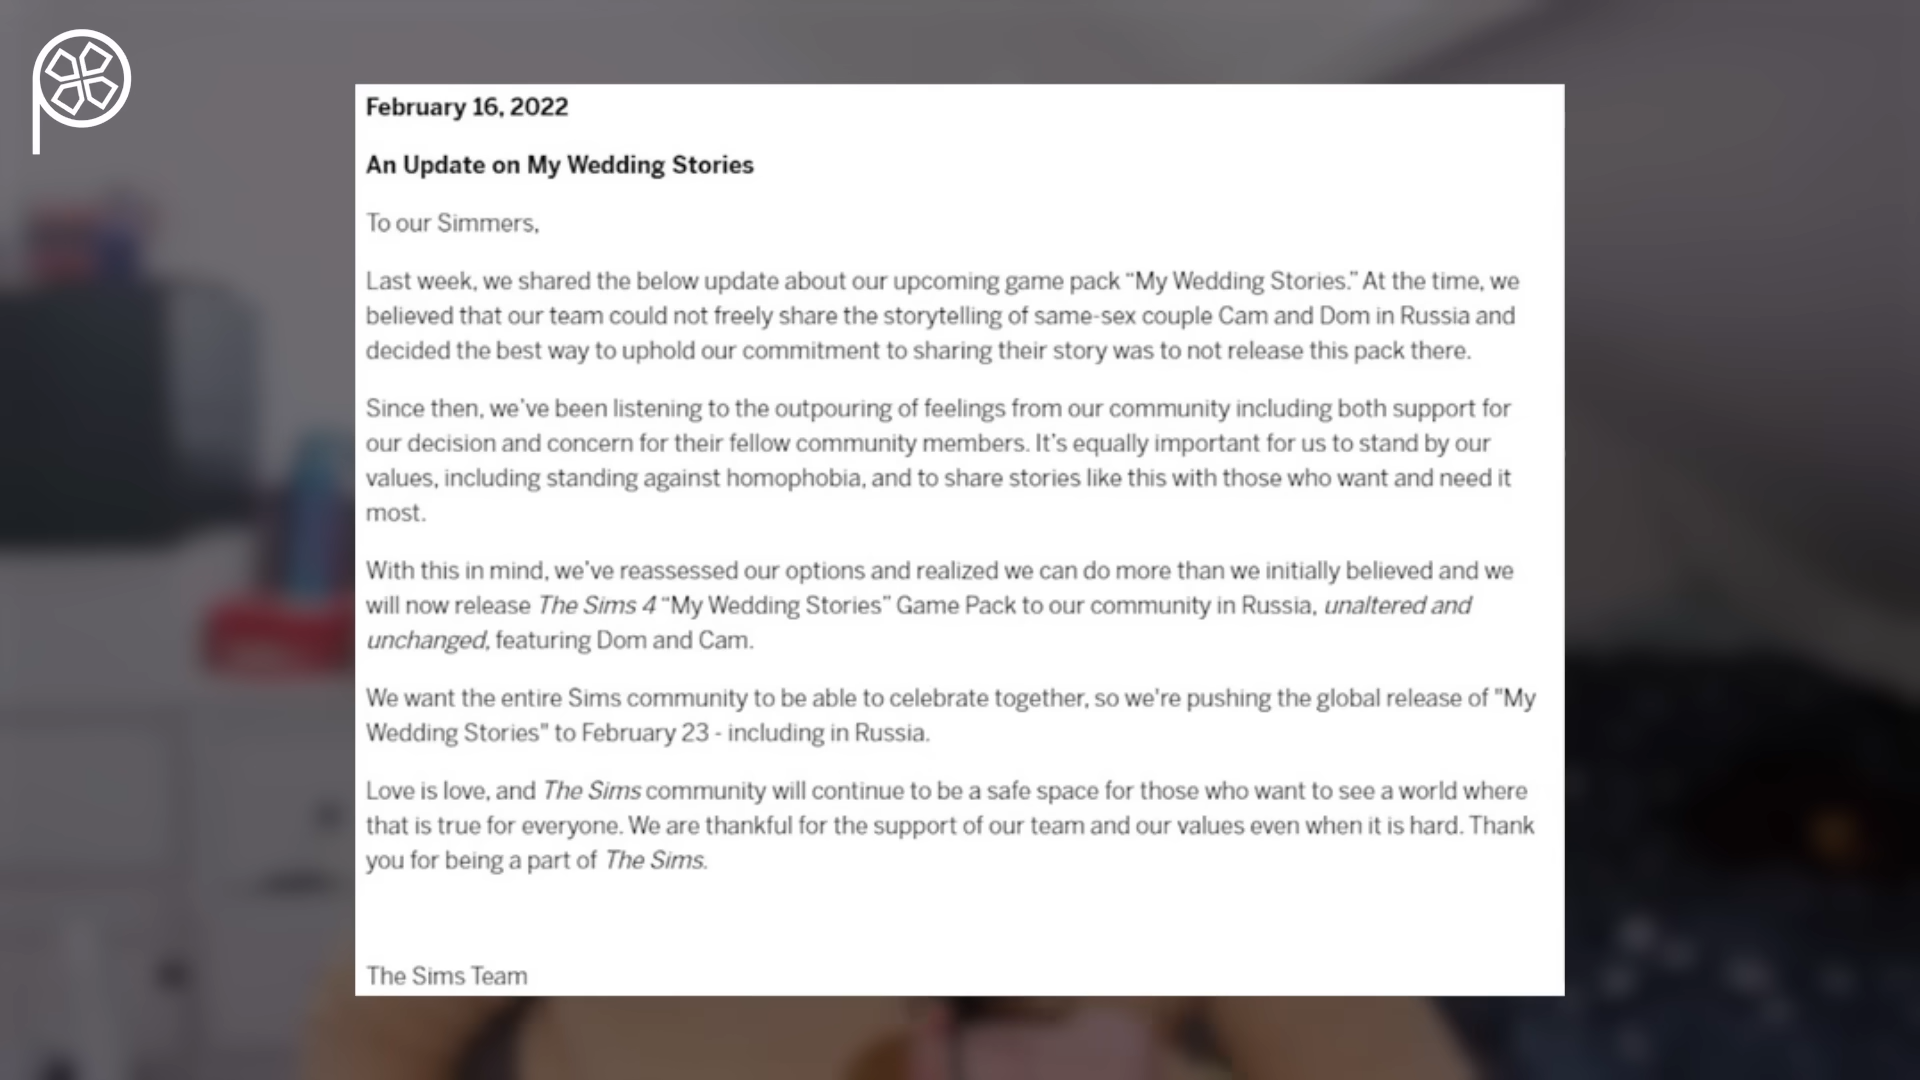 February 16, 2022
An Update on My Wedding Stories
To our Simmers,
Last week, we shared the below update about our upcoming game pack “My Wedding Stories.” At the time, we
believed that our team could not freely share the storytelling of same-sex couple Cam and Dom in Russia and
decided the best way to uphold our commitment to sharing their story was to not release this pack there.
Since then, we’ve been listening to the outpouring of feelings from our community including both support for
our decision and concern for their fellow community members. It’s equally important for us to stand by our
values, including standing against homophobia, and to share stories like this with those who want and need it
most.
With this in mind, we’ve reassessed our options and realized we can do more than we initially believed and we
will now release The Sims 4 “My Wedding Stories” Game Pack to our community in Russia, unaltered and
unchanged, featuring Dom and Cam.
We want the entire Sims community to be able to celebrate together, so we're pushing the global release of "My
Wedding Stories" to February 23 - including in Russia.
Love is love, and The Sims community will continue to be a safe space for those who want to see a world where
that is true for everyone. We are thankful for the support of our team and our values even when it is hard. Thank
you for being a part of The Sims.
The Sims Team